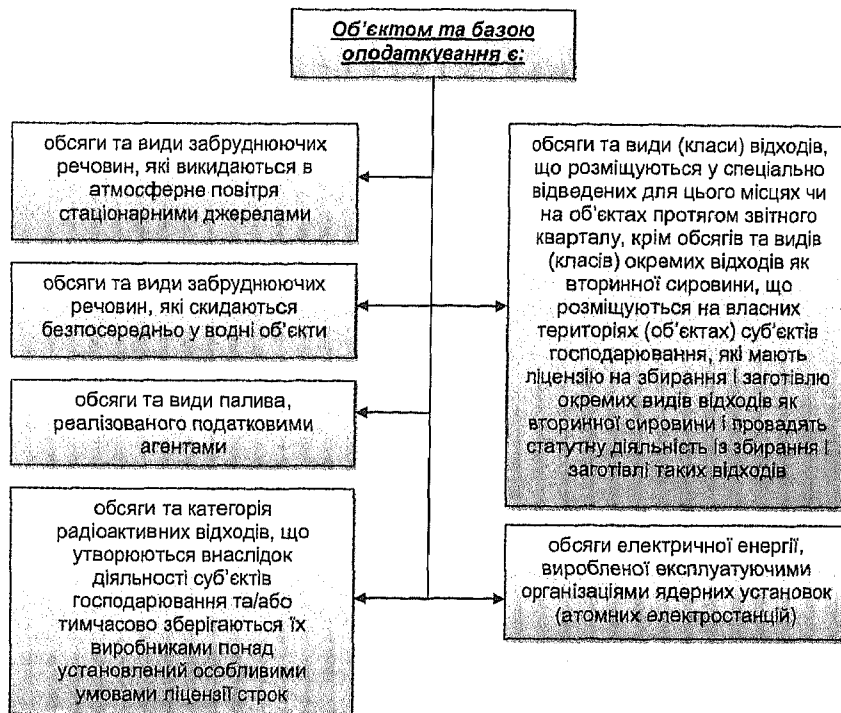 Об’єктом та базою
оподаткування є:
обсяги та види забруднюючих
речовин, які викидаються в
атмосферне повітря
стаціонарними джерелами
обсяги та види забруднюючих
речовин, які скидаються
безпосередньо у водні об’єкти
обсяги та види палива,
реалізованого податковими
агентами
обсяги та категорія
радіоактивних відходів, що
утворюються внаслідок
діяльності суб’єктів
господарювання та/або
тимчасово зберігаються їх
виробниками понад
установлений особливими
умовами ліцензії строк
обсяги та види (класи) відходів,
що розміщуються у спеціально
відведених для цього місцях чи
на об’єктах протягом звітного
кварталу, крім обсягів та видів
(класів) окремих відходів як
вторинної сировини, що
розміщуються на власних
територіях (об’єктах) суб’єктів
господарювання, які мають
ліцензію на збирання і заготівлю
окремих видів відходів як
вторинної сировини і провадять
статутну діяльність із збирання і
заготівлі таких відходів
обсяги електричної енергії,
виробленої експлуатуючими
організаціями ядерних установок
(атомних електростанцій)